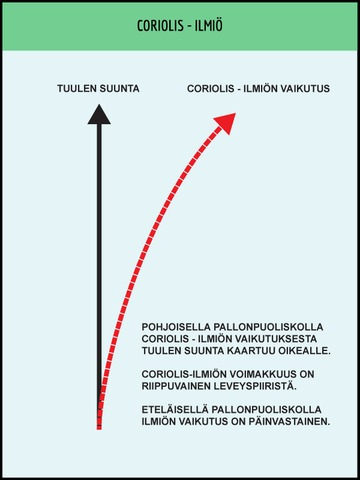 CORIOLIS - ILMIÖ
TUULEN SUUNTA
CORIOLIS - ILMIÖN VAIKUTUS
POHJOISELLA PALLONPUOLISKOLLA
CORIOLIS - ILMIÖN VAIKUTUKSESTA
TUULEN SUUNTA KAARTUU OIKEALLE.
CORIOLIS-ILMIÖN VOIMAKKUUS ON
RIIPPUVAINEN LEVEYSPIIRISTÄ.
ETELÄISELLÄ PALLONPUOLISKOLLA
ILMIÖN VAIKUTUS ON PÄINVASTAINEN.